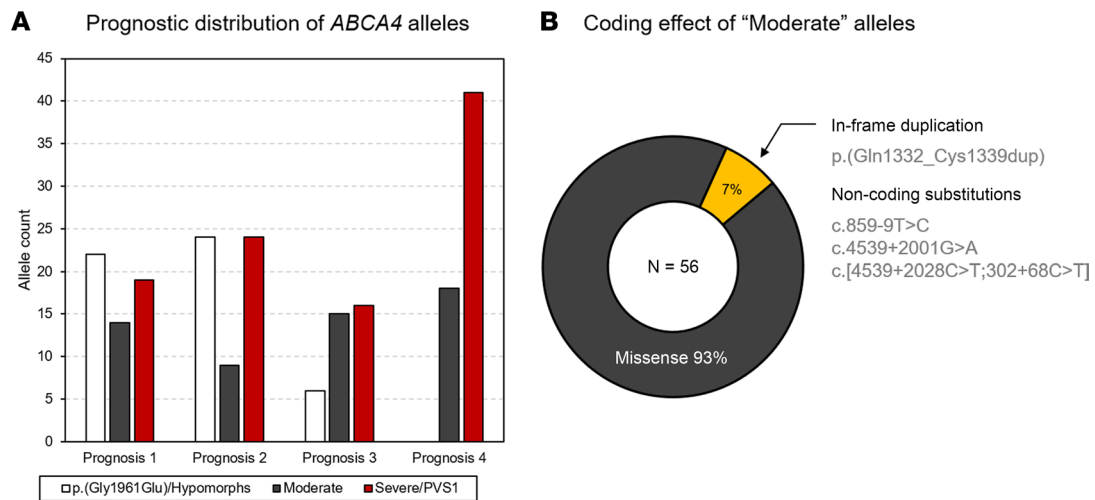 A Prognostic distribution of ABCA4 alleles
45
40
35
30
25
20
15
10
5
0
Allele count
Prognosis 1 Prognosis 2 Prognosis 3 Prognosis 4
p.(Gly1961Glu)/Hypomorphs Moderate Severe/PVS1
B Coding effect of “Moderate” alleles
7%
N = 56
Missense 93%
In-frame duplication
p.(Gln1332_Cys1339dup)
Non-coding substitutions
c.859-9T>C
c.4539+2001G>A
c.[4539+2028C>T;302+68C>T]